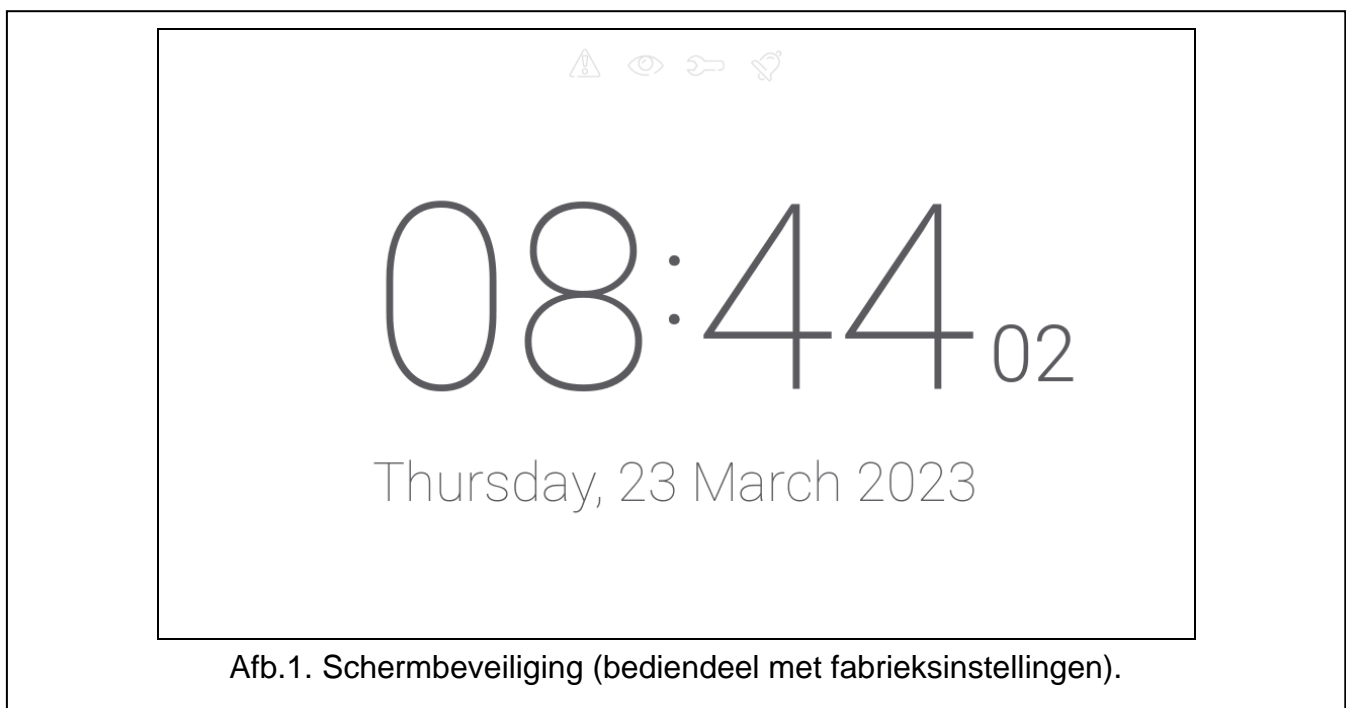 08:44 02
Thursday, 23 March 2023
Afb.1. Schermbeveiliging (bediendeel met fabrieksinstellingen).